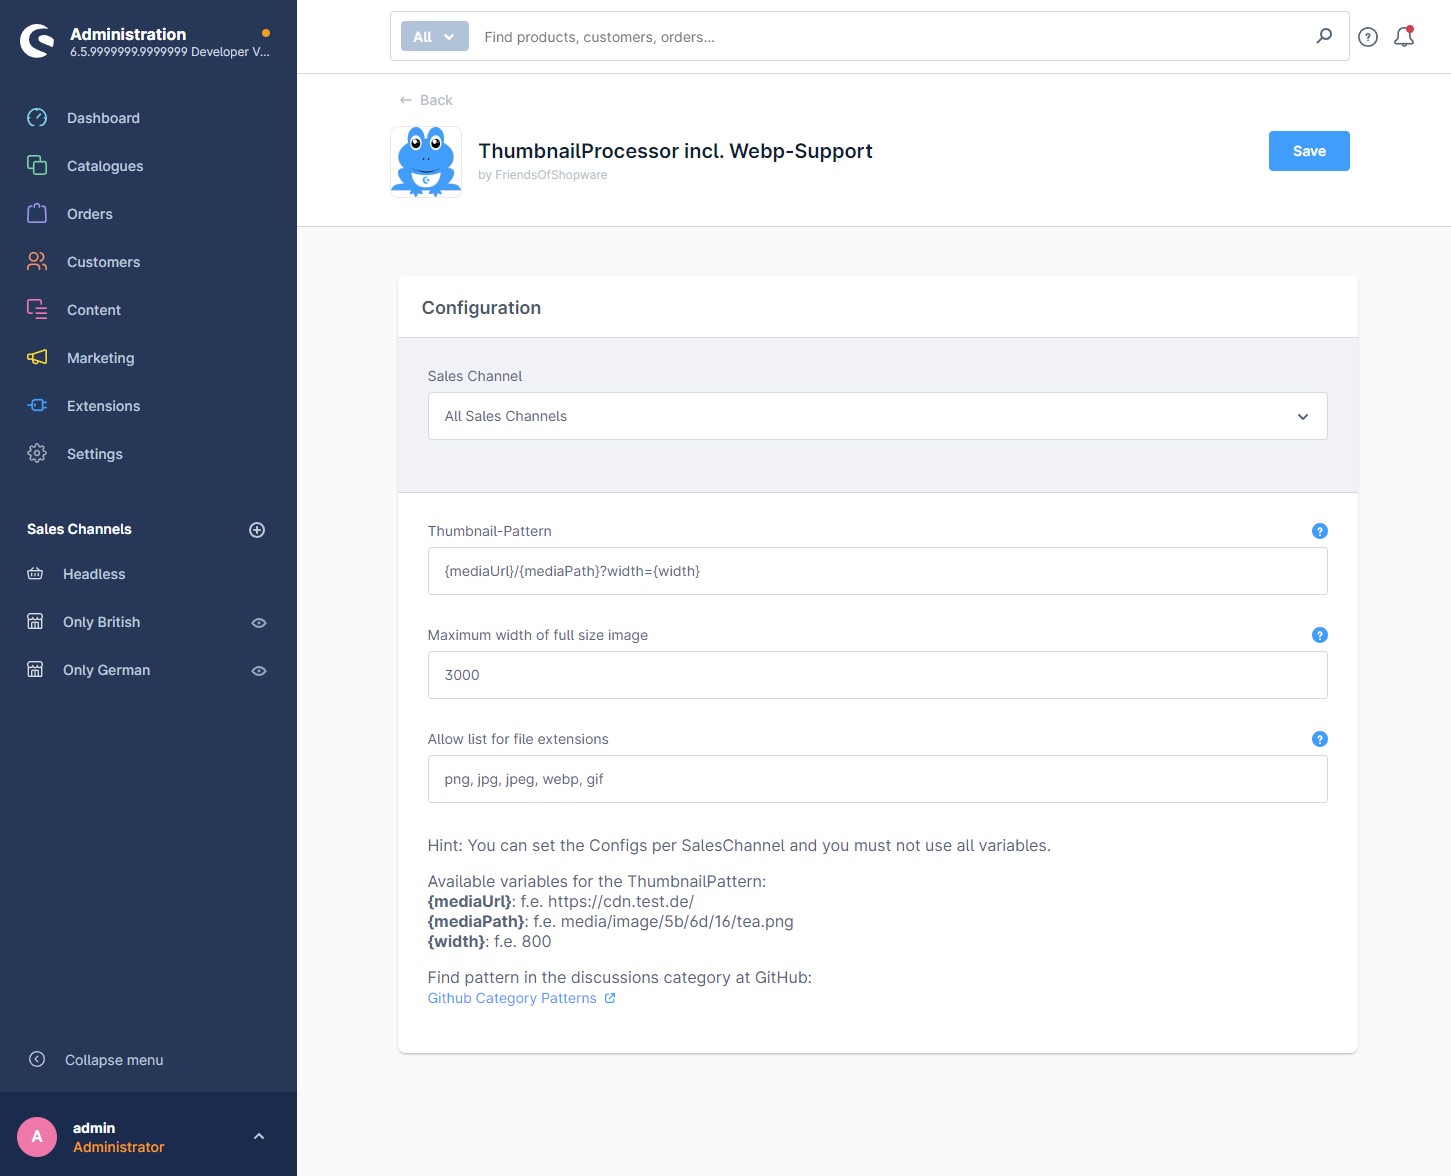 Administration
6.5.9999999.9999999 Developer V...
Dashboard
Catalogues
Orders
Customers
Content
Marketing
Extensions
Settings
Sales Channels
Headless
Only British
Only German
Collapse menu
A
admin
Administrator
All
Find products, customers, orders...
Back
ThumbnailProcessor incl. Webp-Support
by FriendsOfShopware
Save
Configuration
Sales Channel
All Sales Channels
Thumbnail-Pattern
{mediaUrl}/{mediaPath}?width={width}
Maximum width of full size image
3000
Allow list for file extensions
png, jpg, jpeg, webp, gif
Hint: You can set the Configs per SalesChannel and you must not use all variables.
Available variables for the ThumbnailPattern:
{mediaUrl}: f.e. https://cdn.test.de/
{mediaPath}: f.e. media/image/5b/6d/16/tea.png
{width}: f.e. 800
Find pattern in the discussions category at GitHub:
Github Category Patterns